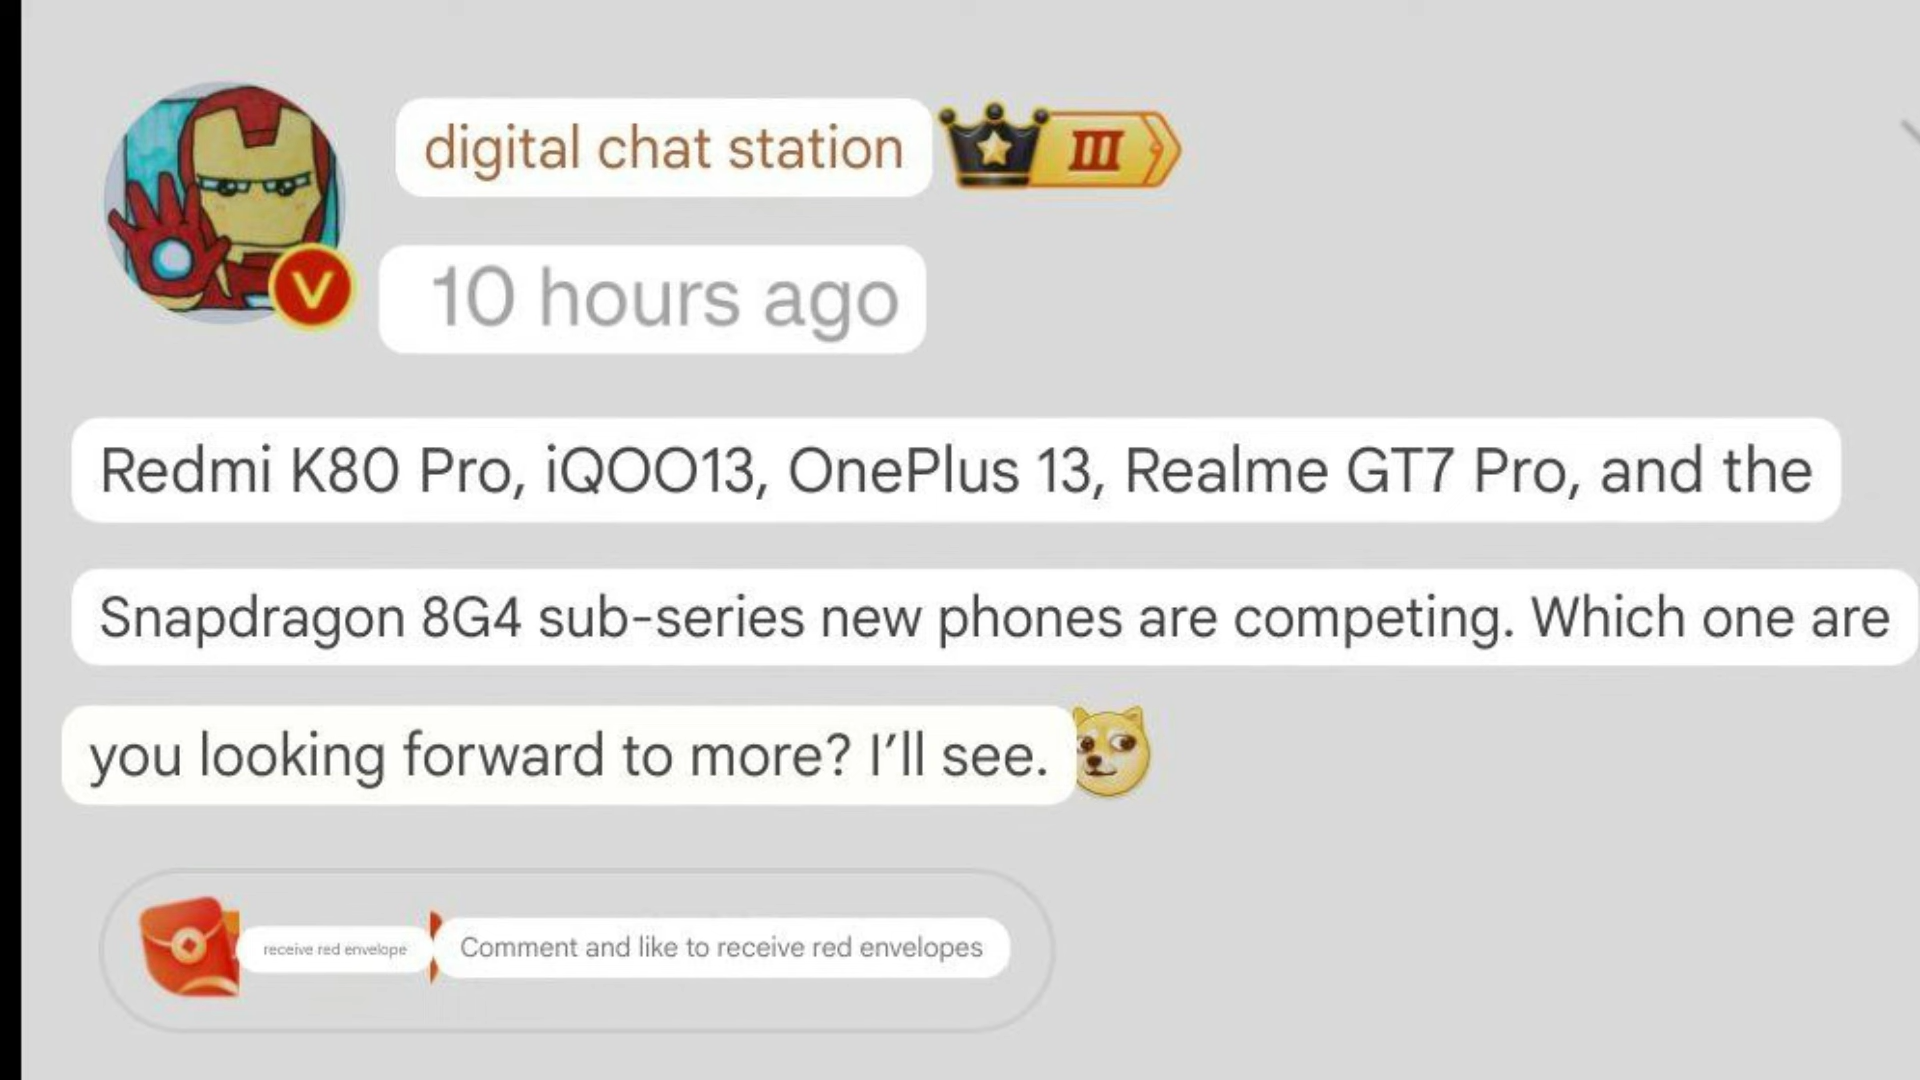 digital chat station
III
V
10 hours ago
Redmi K80 Pro, iQOO13, OnePlus 13, Realme GT7 Pro, and the
Snapdragon 8G4 sub-series new phones are competing. Which one are
you looking forward to more? I’ll see.
receive red envelope
Comment and like to receive red envelopes